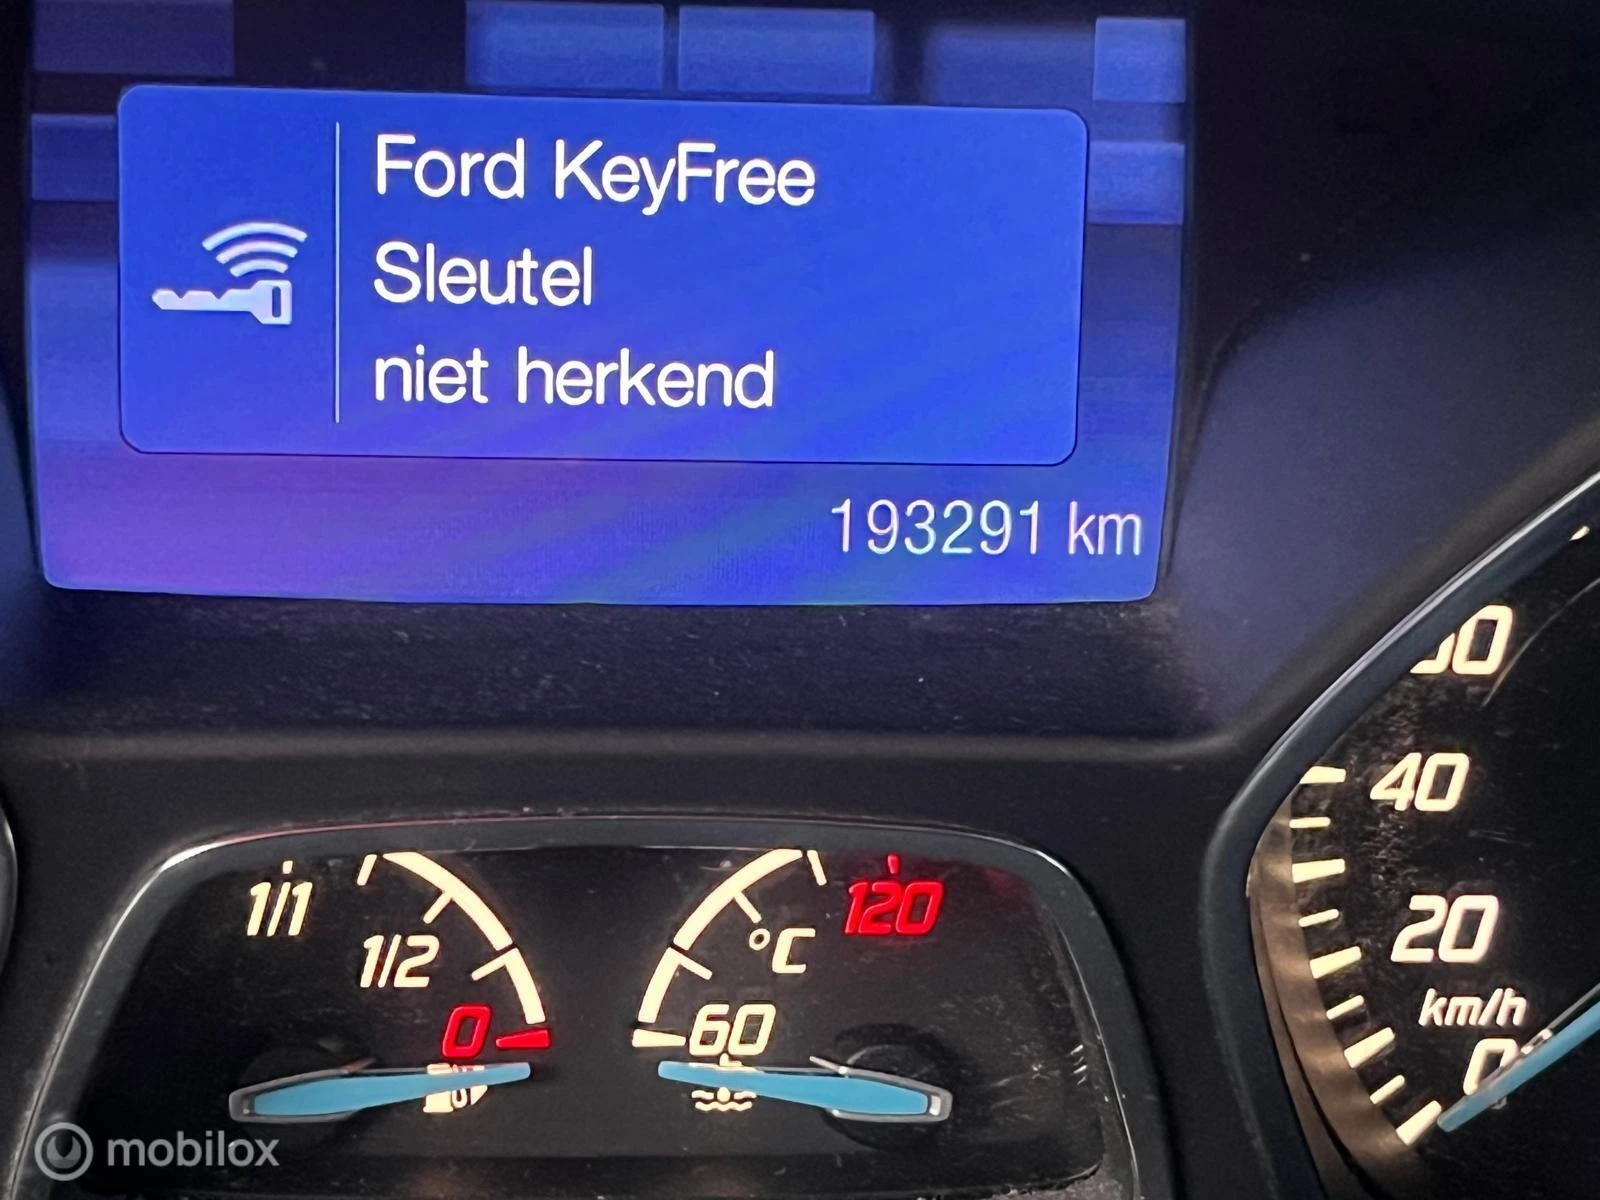 Ford KeyFree
Sleutel
niet herkend
193291 km
1/1
1/2
0
120
°C
60
40
20
km/h
0
mobilox